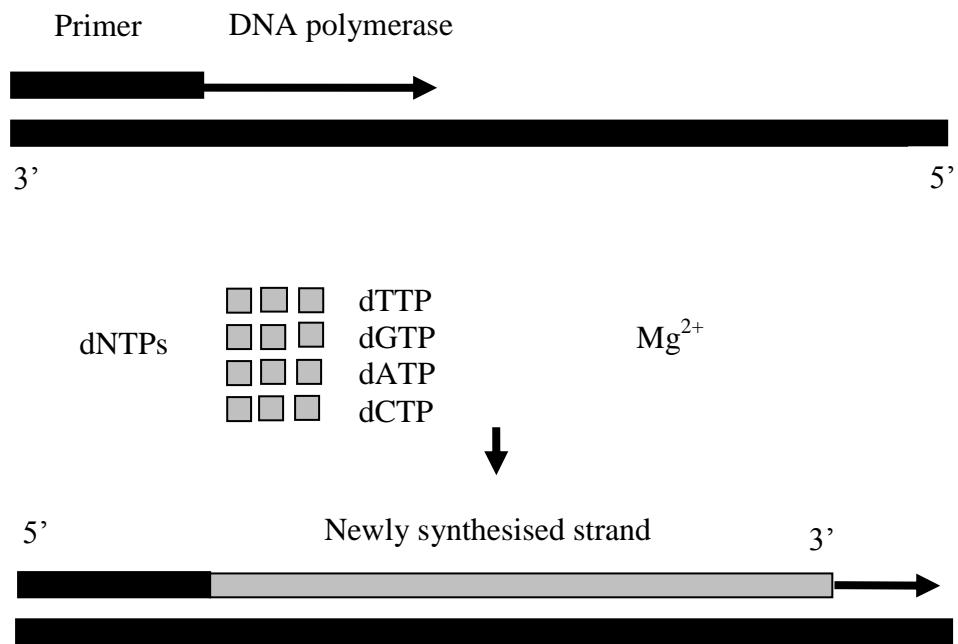 Primer DNA polymerase
3’ 5’
dTTP
dNTPs dGTP Mg²⁺
dATP
dCTP
5’ Newly synthesised strand 3’